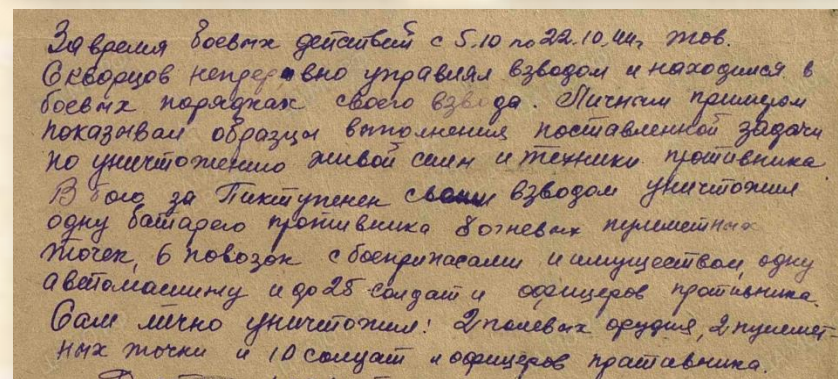 За время боевых действий с 5.10 по 22.10.44г. тов.
Скворцов непрерывно управлял взводом и находился в
боевых порядках своего взвода. Личным примером
показывал образцы выполнения поставленной задачи
по уничтожению живой силы и техники противника.
В бою за Пиктупенен своим взводом уничтожил
одну батарею противника 8 огневых пулеметных
точек, 6 повозок с боеприпасами и имуществом, одну
автомашину и до 25 солдат и офицеров противника.
Сам лично уничтожил: 2 полевых орудия, 2 пулемет-
ных точки и 10 солдат и офицеров противника.